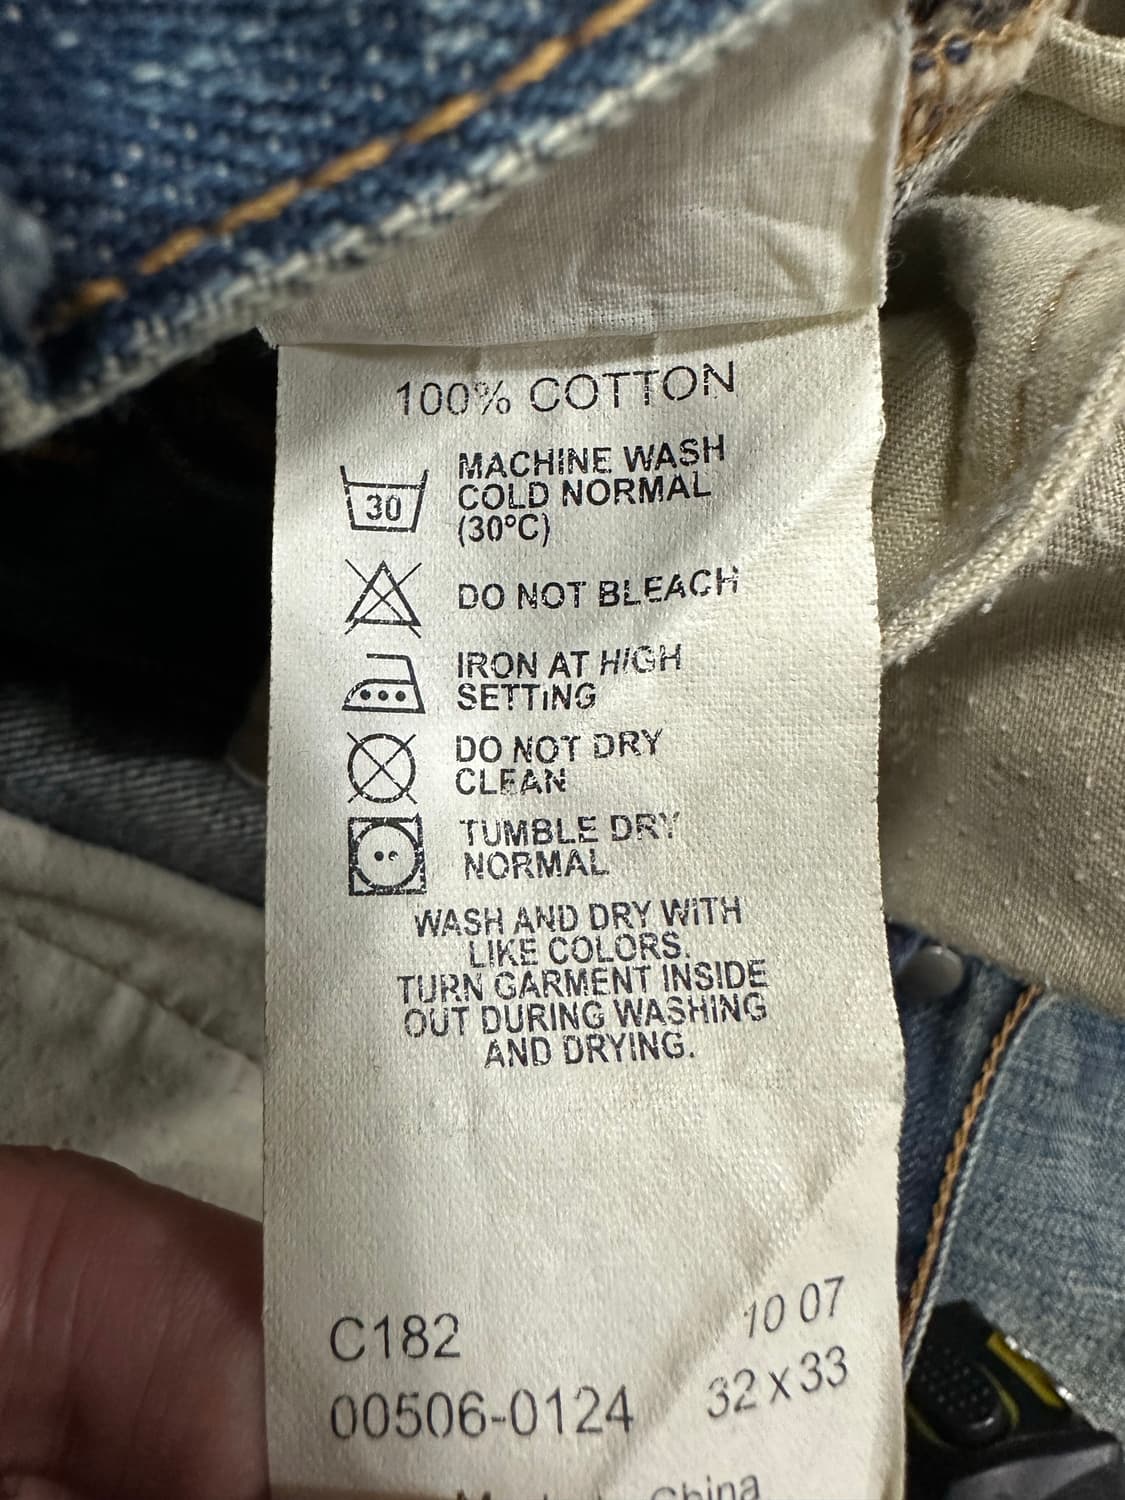 100% COTTON
30
MACHINE WASH
COLD NORMAL
(30°C)
DO NOT BLEACH
IRON AT HIGH
SETTING
DO NOT DRY
CLEAN
TUMBLE DRY
NORMAL
WASH AND DRY WITH
LIKE COLORS.
TURN GARMENT INSIDE
OUT DURING WASHING
AND DRYING.
C182 10 07
00506-0124 32 x 33
China